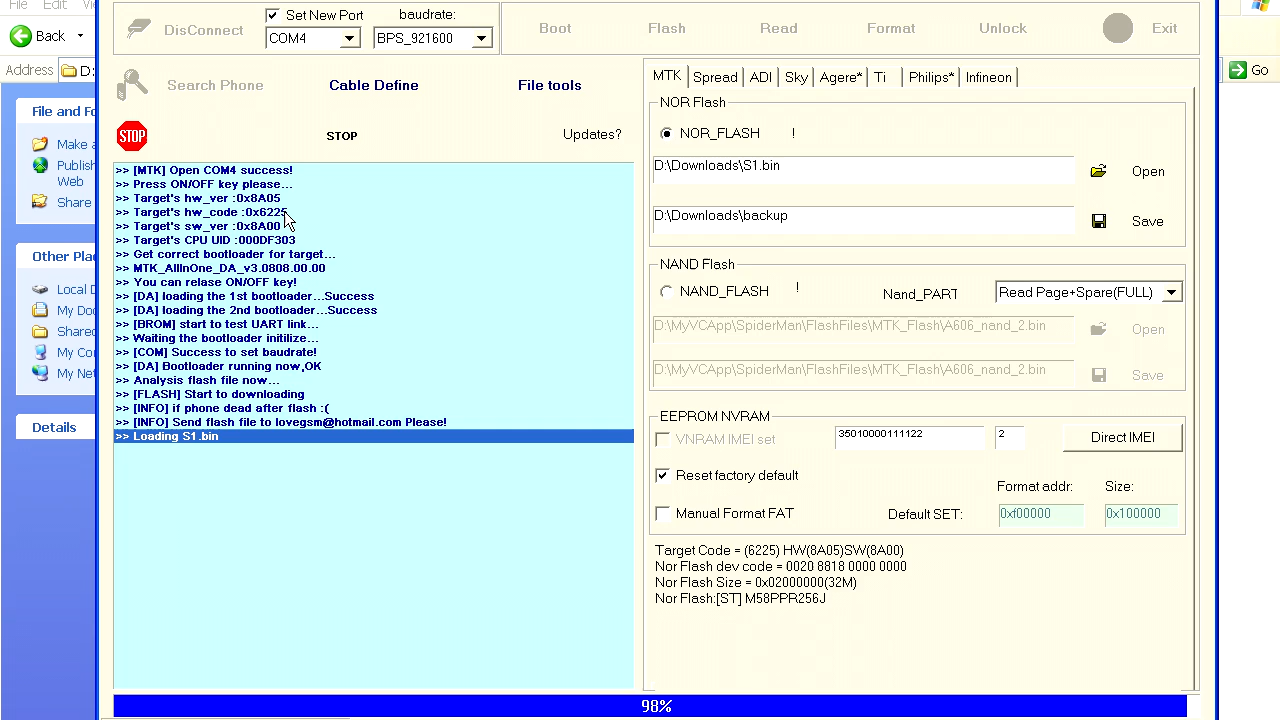 File Edit
Back
Address D:
Go
File and Fo
Make a
Publish
Web
Share
Other Plac
Local D
My Do
Shared
My Co
My Net
Details
DisConnect
Set New Port
COM4
baudrate:
BPS_921600
Boot Flash Read Format Unlock Exit
Search Phone Cable Define File tools
STOP STOP Updates?
>> [MTK] Open COM4 success!
>> Press ON/OFF key please...
>> Target's hw_ver :0x8A05
>> Target's hw_code :0x6225
>> Target's sw_ver :0x8A00
>> Target's CPU UID :000DF303
>> Get correct bootloader for target...
>> MTK_AllInOne_DA_v3.0808.00.00
>> You can relase ON/OFF key!
>> [DA] loading the 1st bootloader...Success
>> [DA] loading the 2nd bootloader...Success
>> [BROM] start to test UART link...
>> Waiting the bootloader initilize...
>> [COM] Success to set baudrate!
>> [DA] Bootloader running now,OK
>> Analysis flash file now...
>> [FLASH] Start to downloading
>> [INFO] if phone dead after flash :(
>> [INFO] Send flash file to lovegsm@hotmail.com Please!
>> Loading S1.bin
MTK Spread ADI Sky Agere* Ti Philips* Infineon
NOR Flash
NOR_FLASH !
D:\Downloads\S1.bin Open
D:\Downloads\backup Save
NAND Flash
NAND_FLASH ! Nand_PART Read Page+Spare(FULL)
D:\MyVCApp\SpiderMan\FlashFiles\MTK_Flash\A606_nand_2.bin Open
D:\MyVCApp\SpiderMan\FlashFiles\MTK_Flash\A606_nand_2.bin Save
EEPROM NVRAM
VNRAM IMEI set 35010000111122 2 Direct IMEI
Reset factory default
Format addr: Size:
Manual Format FAT Default SET: 0xf00000 0x100000
Target Code = (6225) HW(8A05)SW(8A00)
Nor Flash dev code = 0020 8818 0000 0000
Nor Flash Size = 0x02000000(32M)
Nor Flash:[ST] M58PPR256J
98%